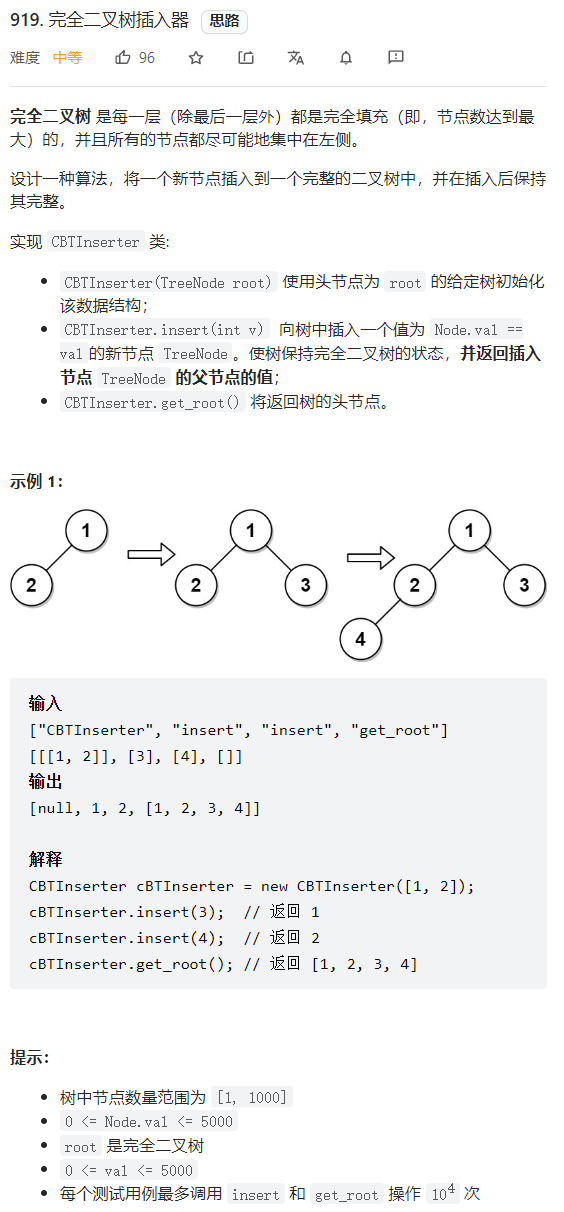 919. 完全二叉树插入器 思路
难度 中等 96
完全二叉树 是每一层（除最后一层外）都是完全填充（即，节点数达到最
大）的，并且所有的节点都尽可能地集中在左侧。
设计一种算法，将一个新节点插入到一个完整的二叉树中，并在插入后保持
其完整。
实现 CBTInserter 类:
• CBTInserter(TreeNode root) 使用头节点为 root 的给定树初始化
该数据结构；
• CBTInserter.insert(int v) 向树中插入一个值为 Node.val ==
val的新节点 TreeNode。使树保持完全二叉树的状态，并返回插入
节点 TreeNode 的父节点的值；
• CBTInserter.get_root() 将返回树的头节点。
示例 1：
1 1 1
2 2 3 2 3
4
输入
["CBTInserter", "insert", "insert", "get_root"]
[[[1, 2]], [3], [4], []]
输出
[null, 1, 2, [1, 2, 3, 4]]
解释
CBTInserter cBTInserter = new CBTInserter([1, 2]);
cBTInserter.insert(3);  // 返回 1
cBTInserter.insert(4);  // 返回 2
cBTInserter.get_root(); // 返回 [1, 2, 3, 4]
提示：
• 树中节点数量范围为 [1, 1000]
• 0 <= Node.val <= 5000
• root 是完全二叉树
• 0 <= val <= 5000
• 每个测试用例最多调用 insert 和 get_root 操作 10⁴ 次